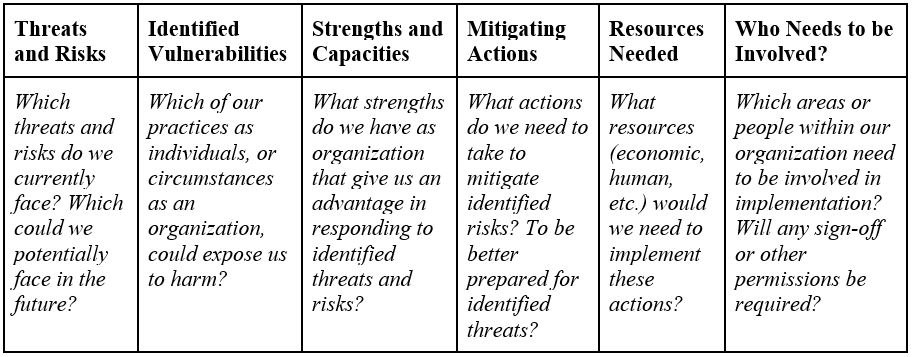 Threats
and Risks
Identified
Vulnerabilities
Strengths and
Capacities
Mitigating
Actions
Resources
Needed
Who Needs to be
Involved?
Which
threats and
risks do we
currently
face? Which
could we
potentially
face in the
future?
Which of our
practices as
individuals, or
circumstances
as an
organization,
could expose us
to harm?
What strengths
do we have as
organization
that give us an
advantage in
responding to
identified
threats and
risks?
What actions
do we need to
take to
mitigate
identified
risks? To be
better
prepared for
identified
threats?
What
resources
(economic,
human,
etc.) would
we need to
implement
these
actions?
Which areas or
people within our
organization need
to be involved in
implementation?
Will any sign-off
or other
permissions be
required?